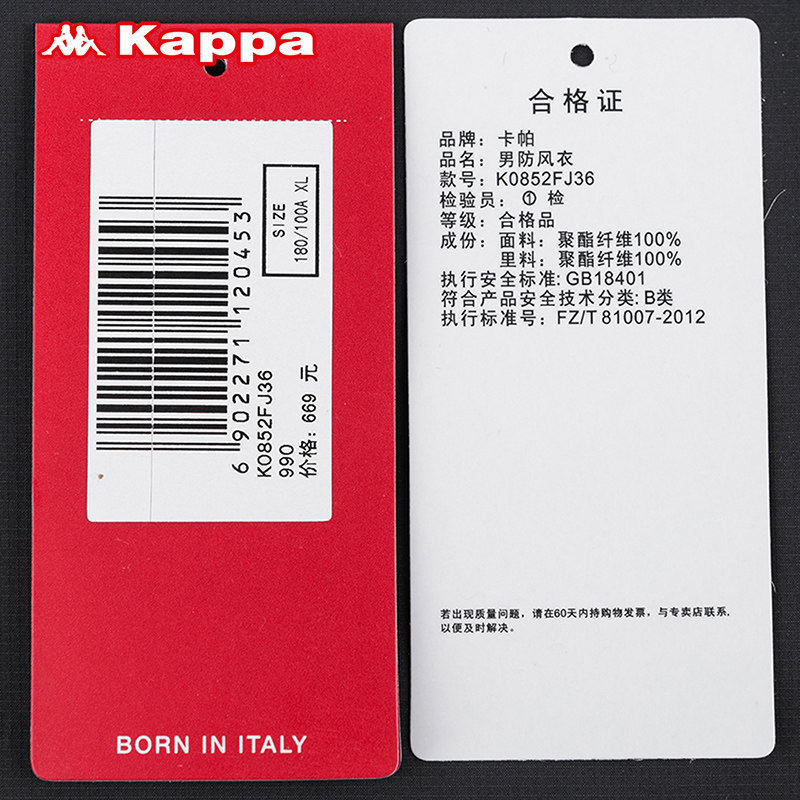 Kappa
SIZE
180/100A XL
6 902271 120453
K0852FJ36
990
价格: 669 元
BORN IN ITALY
合格证
品牌: 卡帕
品名: 男防风衣
款号: K0852FJ36
检验员: ① 检
等级: 合格品
成份: 面料: 聚酯纤维100%
里料: 聚酯纤维100%
执行安全标准: GB18401
符合产品安全技术分类: B类
执行标准号: FZ/T 81007-2012
若出现质量问题, 请在60天内持购物发票, 与专卖店联系.
以便及时解决。